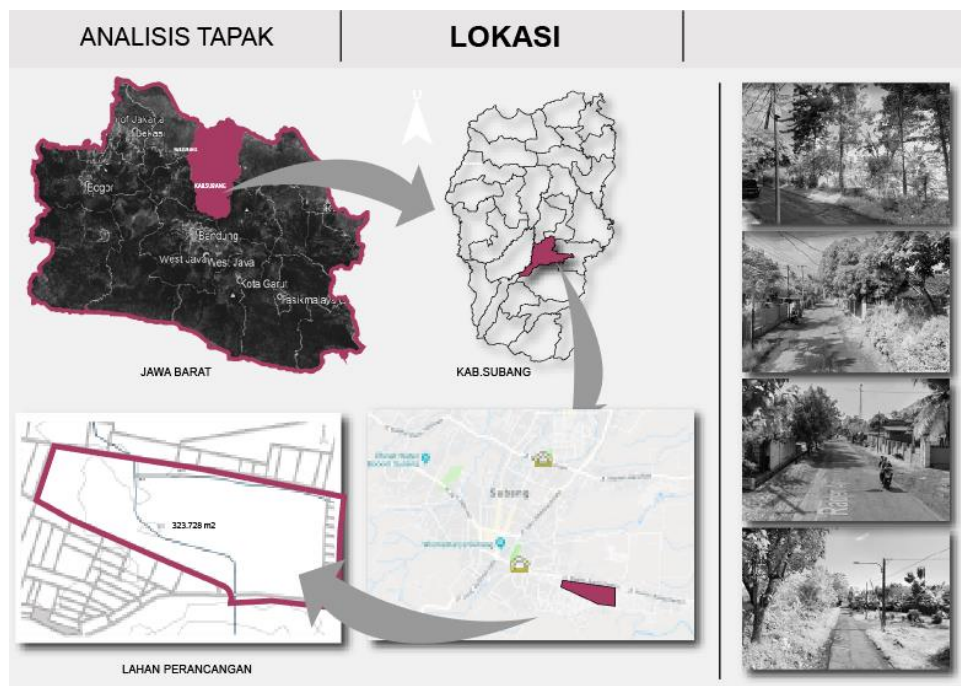 ANALISIS TAPAK
LOKASI
of Jakarta
Bekasi
KAB.SUBANG
Bogor
Bandung
West Java
West Java
Kota Garut
Tasikmalaya
JAWA BARAT
KAB.SUBANG
Subang
323.728 m2
LAHAN PERANCANGAN